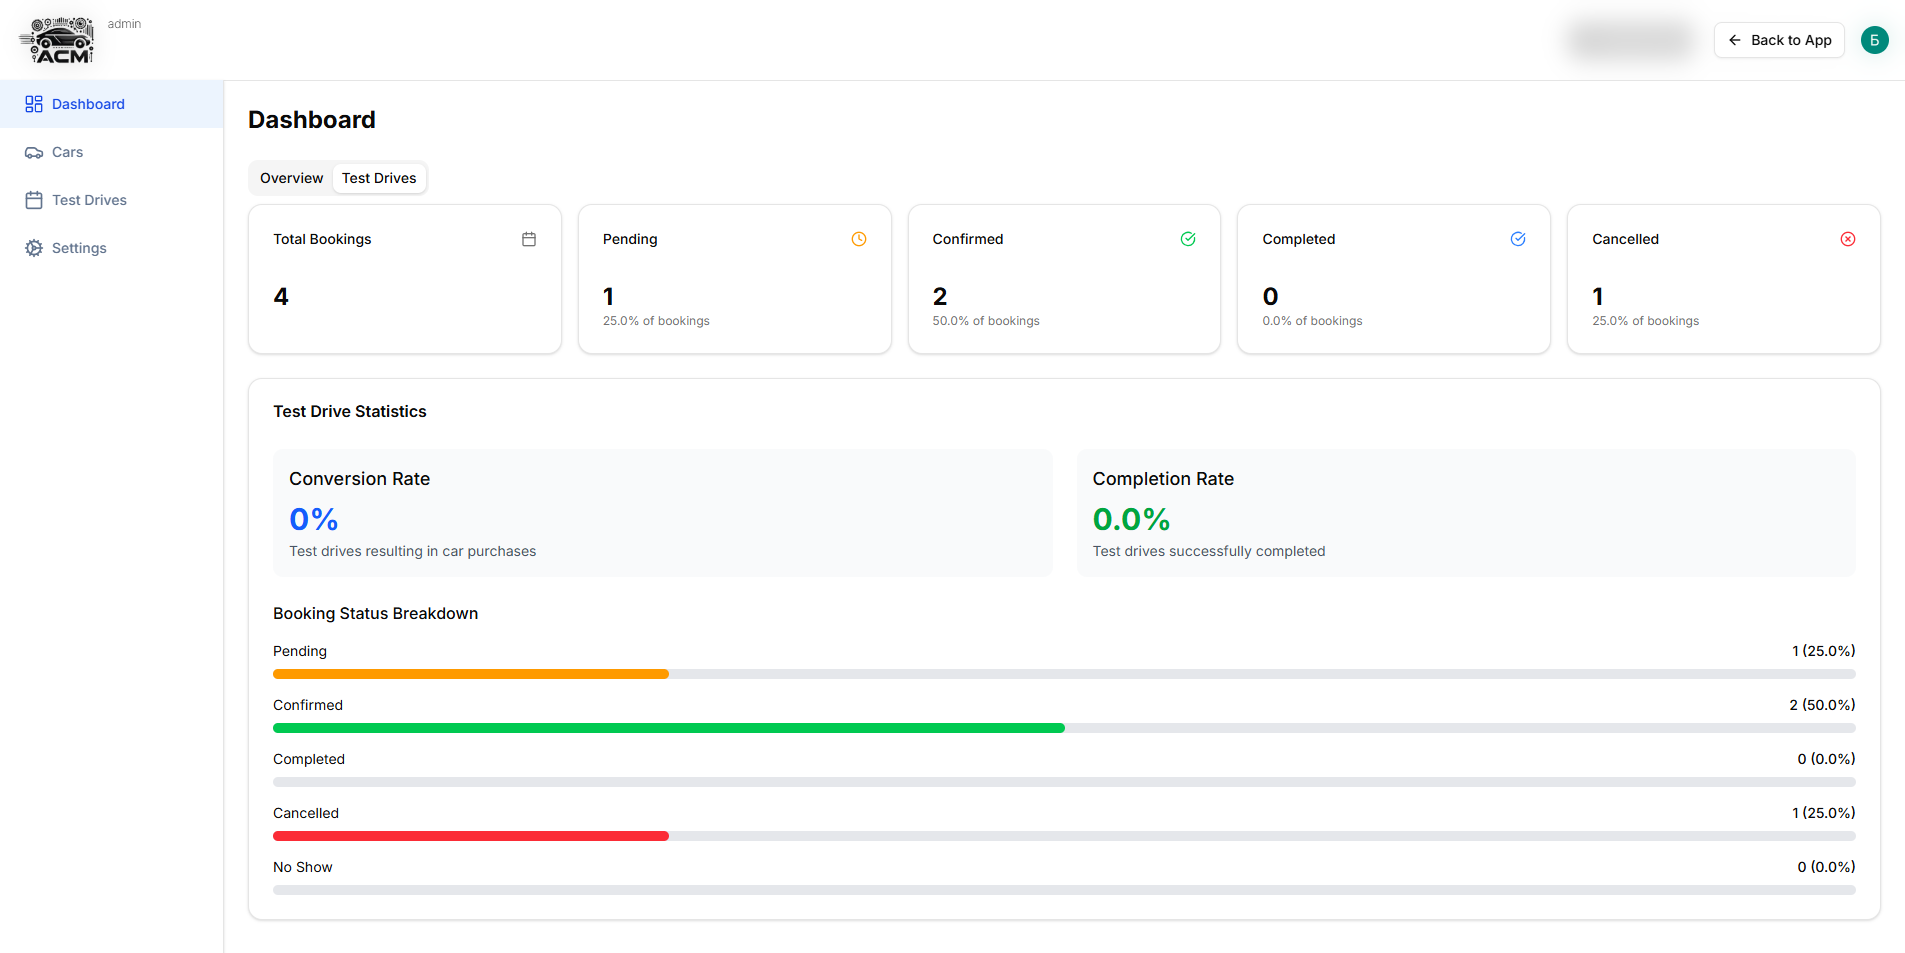 ACM
admin
Back to App
Б
Dashboard
Cars
Test Drives
Settings
Dashboard
Overview
Test Drives
Total Bookings
4
Pending
1
25.0% of bookings
Confirmed
2
50.0% of bookings
Completed
0
0.0% of bookings
Cancelled
1
25.0% of bookings
Test Drive Statistics
Conversion Rate
0%
Test drives resulting in car purchases
Completion Rate
0.0%
Test drives successfully completed
Booking Status Breakdown
Pending 1 (25.0%)
Confirmed 2 (50.0%)
Completed 0 (0.0%)
Cancelled 1 (25.0%)
No Show 0 (0.0%)